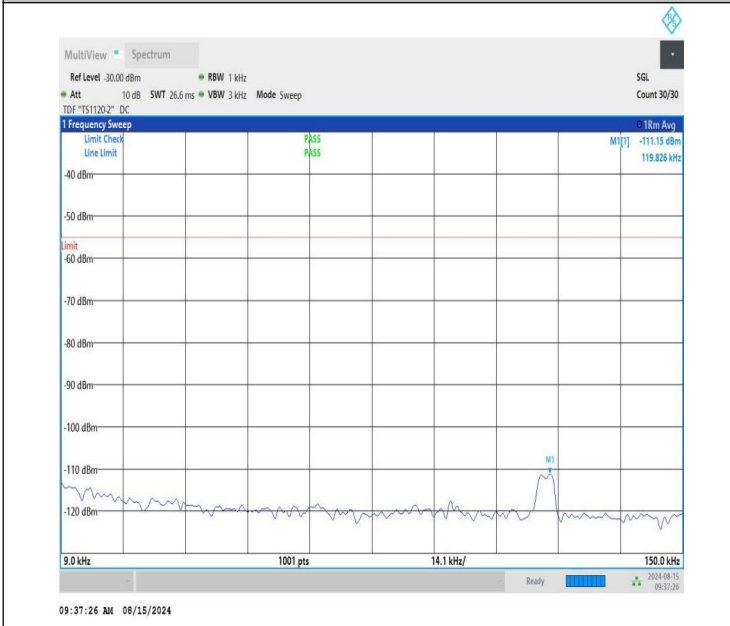 MultiView Spectrum
Ref Level -30.00 dBm RBW 1 kHz SGL
Att 10 dB SWT 26.6 ms VBW 3 kHz Mode Sweep Count 30/30
TDF "TS1120-2" DC
1 Frequency Sweep 1Rm Avg
Limit Check PASS M1[1] -111.15 dBm
Line Limit PASS 119.826 kHz
-40 dBm
-50 dBm
Limit
-60 dBm
-70 dBm
-80 dBm
-90 dBm
-100 dBm
M1
-110 dBm
-120 dBm
9.0 kHz 1001 pts 14.1 kHz/ 150.0 kHz
Ready 2024-08-15
09:37:26
09:37:26 AM 08/15/2024